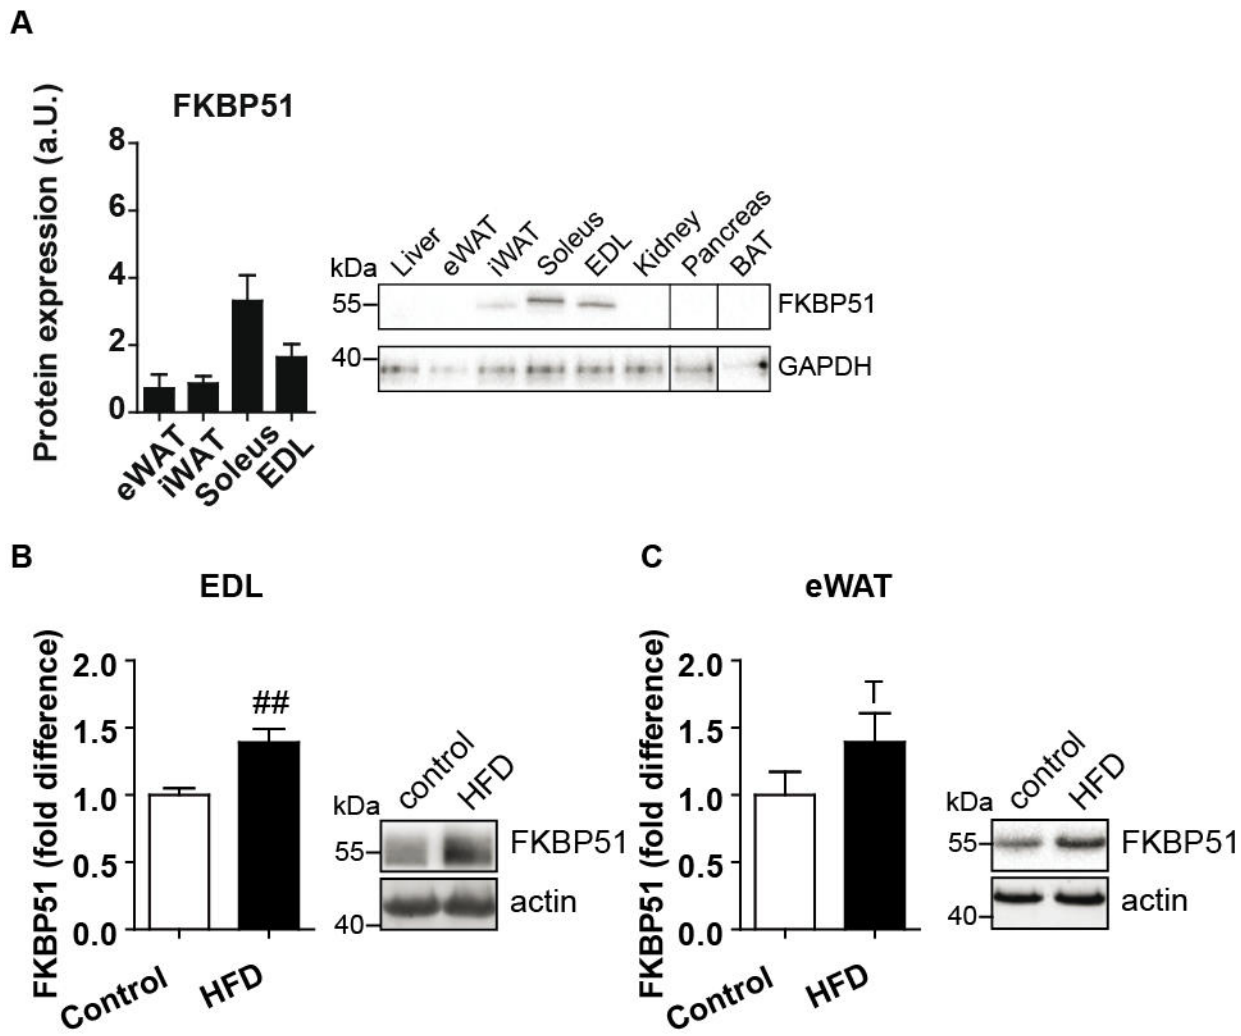 A
FKBP51
Protein expression (a.U.)
8
6
4
2
0
eWAT
iWAT
Soleus
EDL
kDa
Liver
eWAT
iWAT
Soleus
EDL
Kidney
Pancreas
BAT
55
FKBP51
40
GAPDH
B
EDL
FKBP51 (fold difference)
2.0
1.5
1.0
0.5
0.0
##
Control
HFD
kDa
control
HFD
55
FKBP51
40
actin
C
eWAT
FKBP51 (fold difference)
2.0
1.5
1.0
0.5
0.0
T
Control
HFD
kDa
control
HFD
55
FKBP51
40
actin